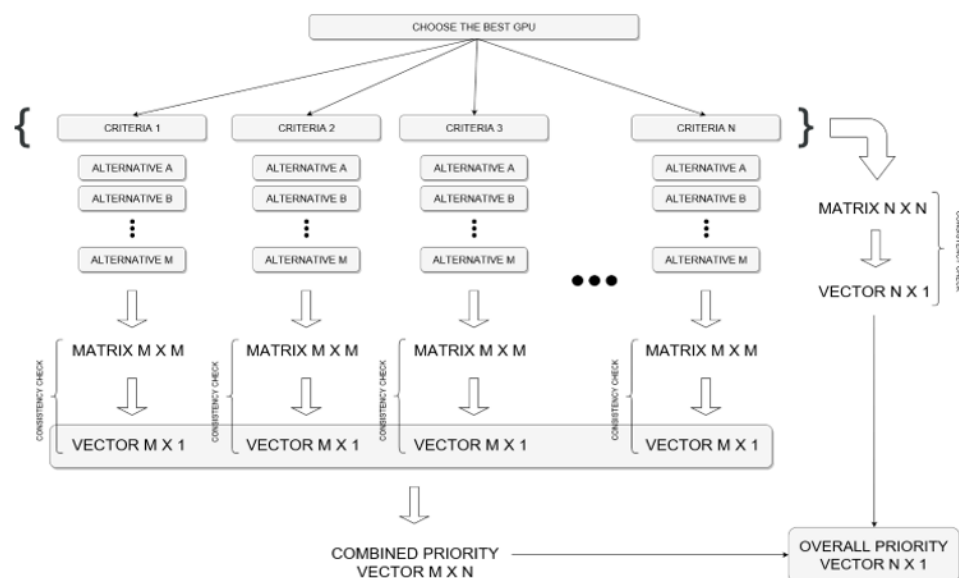 CHOOSE THE BEST GPU
{ CRITERIA 1 CRITERIA 2 CRITERIA 3 CRITERIA N }
ALTERNATIVE A ALTERNATIVE A ALTERNATIVE A ALTERNATIVE A
ALTERNATIVE B ALTERNATIVE B ALTERNATIVE B ALTERNATIVE B
ALTERNATIVE M ALTERNATIVE M ALTERNATIVE M ALTERNATIVE M
MATRIX M X M MATRIX M X M MATRIX M X M MATRIX M X M
CONSISTENCY CHECK CONSISTENCY CHECK CONSISTENCY CHECK CONSISTENCY CHECK
VECTOR M X 1 VECTOR M X 1 VECTOR M X 1 VECTOR M X 1
MATRIX N X N
CONSISTENCY CHECK
VECTOR N X 1
COMBINED PRIORITY
VECTOR M X N
OVERALL PRIORITY
VECTOR N X 1